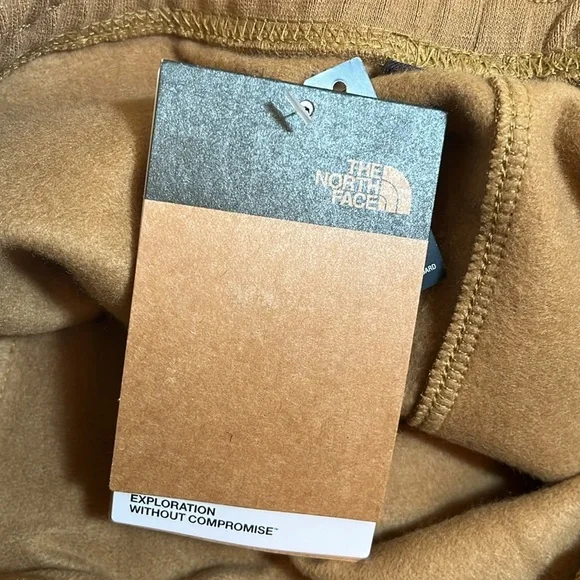 THE
NORTH
FACE
EXPLORATION
WITHOUT COMPROMISE™